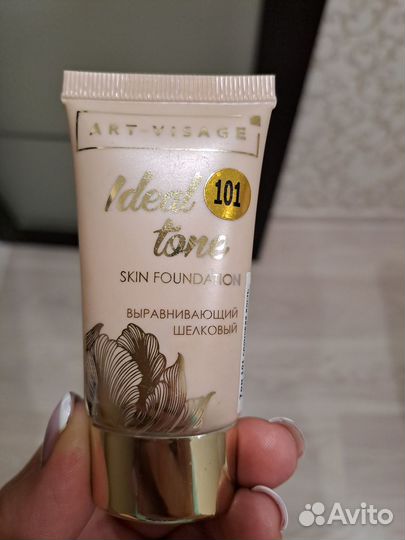 ART-VISAGE
Ideal
101
tone
SKIN FOUNDATION
ВЫРАВНИВАЮЩИЙ
ШЕЛКОВЫЙ
Avito